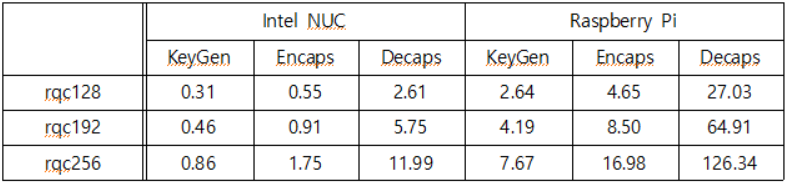 Intel NUC Raspberry Pi
KeyGen Encaps Decaps KeyGen Encaps Decaps
rqc128 0.31 0.55 2.61 2.64 4.65 27.03
rqc192 0.46 0.91 5.75 4.19 8.50 64.91
rqc256 0.86 1.75 11.99 7.67 16.98 126.34